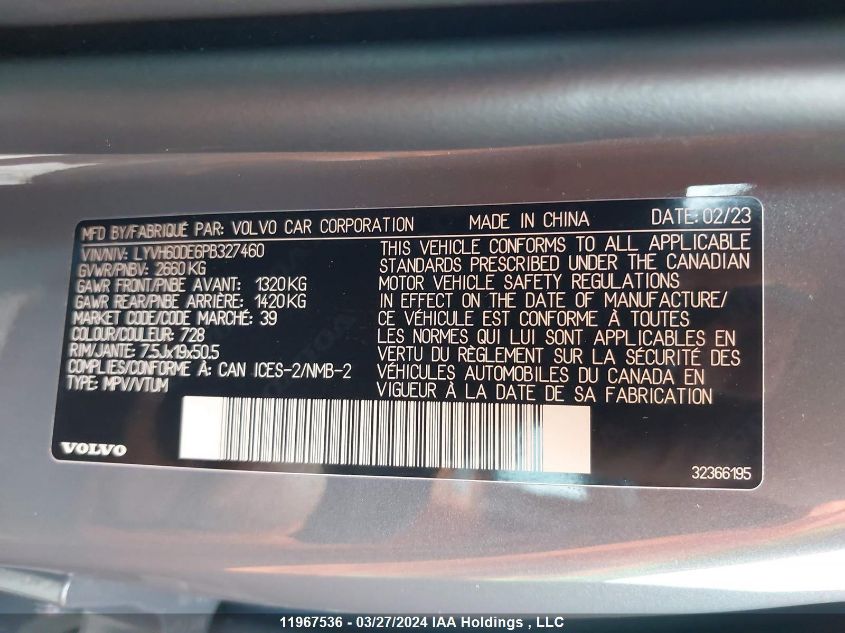 MFD BY/FABRIQUÉ PAR: VOLVO CAR CORPORATION MADE IN CHINA DATE: 02/23
VIN/NIV: LYVH60DE6PB327460
GVWR/PNBV: 2660 KG
GAWR FRONT/PNBE AVANT: 1320 KG
GAWR REAR/PNBE ARRIÈRE: 1420 KG
MARKET CODE/CODE MARCHÉ: 39
COLOUR/COULEUR: 728
RIM/JANTE: 7.5Jx19x50.5
COMPLIES/CONFORME À: CAN ICES-2/NMB-2
TYPE: MPV/VTUM
THIS VEHICLE CONFORMS TO ALL APPLICABLE
STANDARDS PRESCRIBED UNDER THE CANADIAN
MOTOR VEHICLE SAFETY REGULATIONS
IN EFFECT ON THE DATE OF MANUFACTURE/
CE VÉHICULE EST CONFORME À TOUTES
LES NORMES QUI LUI SONT APPLICABLES EN
VERTU DU RÈGLEMENT SUR LA SÉCURITÉ DES
VÉHICULES AUTOMOBILES DU CANADA EN
VIGUEUR À LA DATE DE SA FABRICATION
VOLVO
32366195
11967536 - 03/27/2024 IAA Holdings , LLC